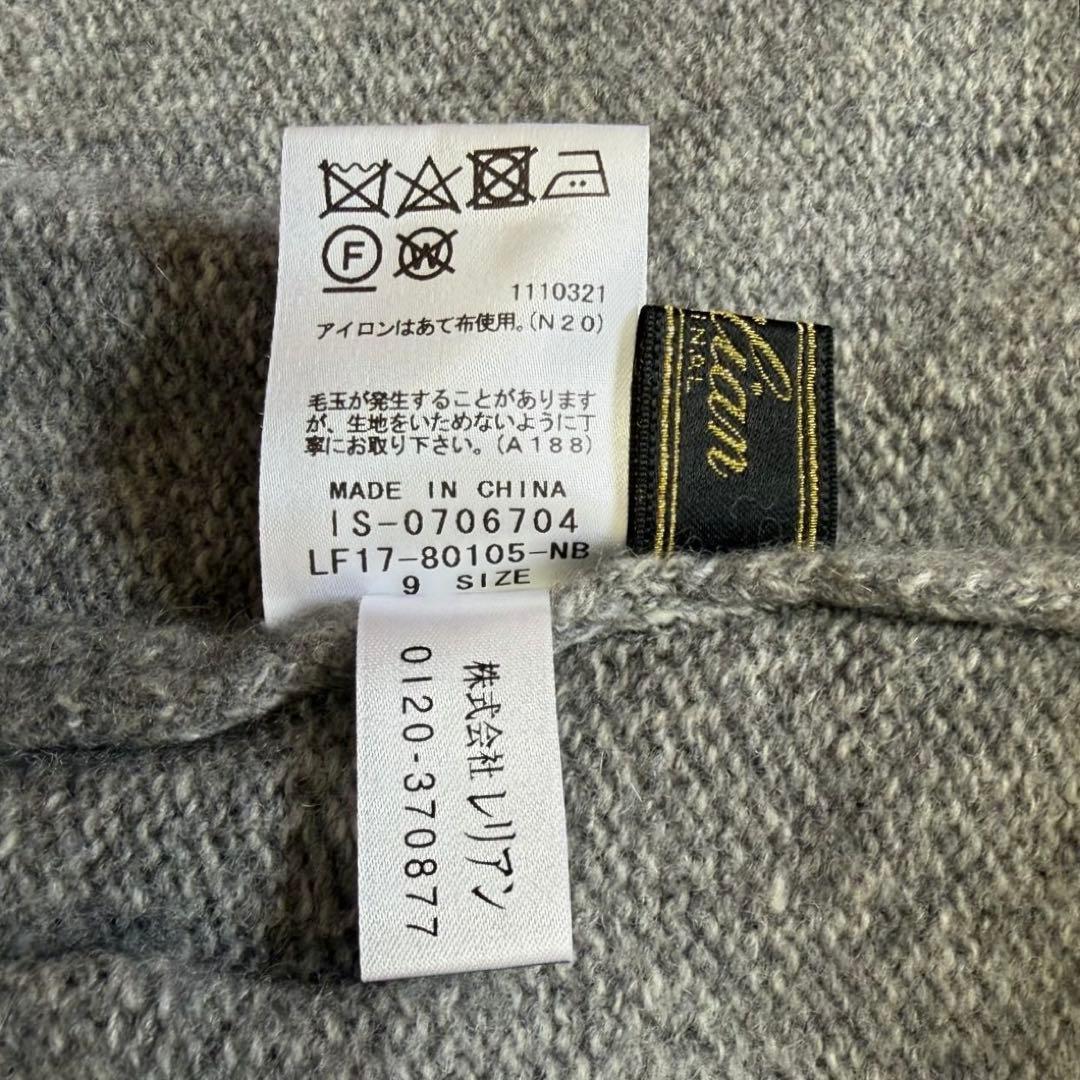 F
W
1110321
アイロンはあて布使用。(N20)
毛玉が発生することがあります
が、生地をいためないように丁
寧にお取り下さい。(A188)
MADE IN CHINA
IS-0706704
LF17-80105-NB
9 SIZE
株式会社レリアン
0120-370877